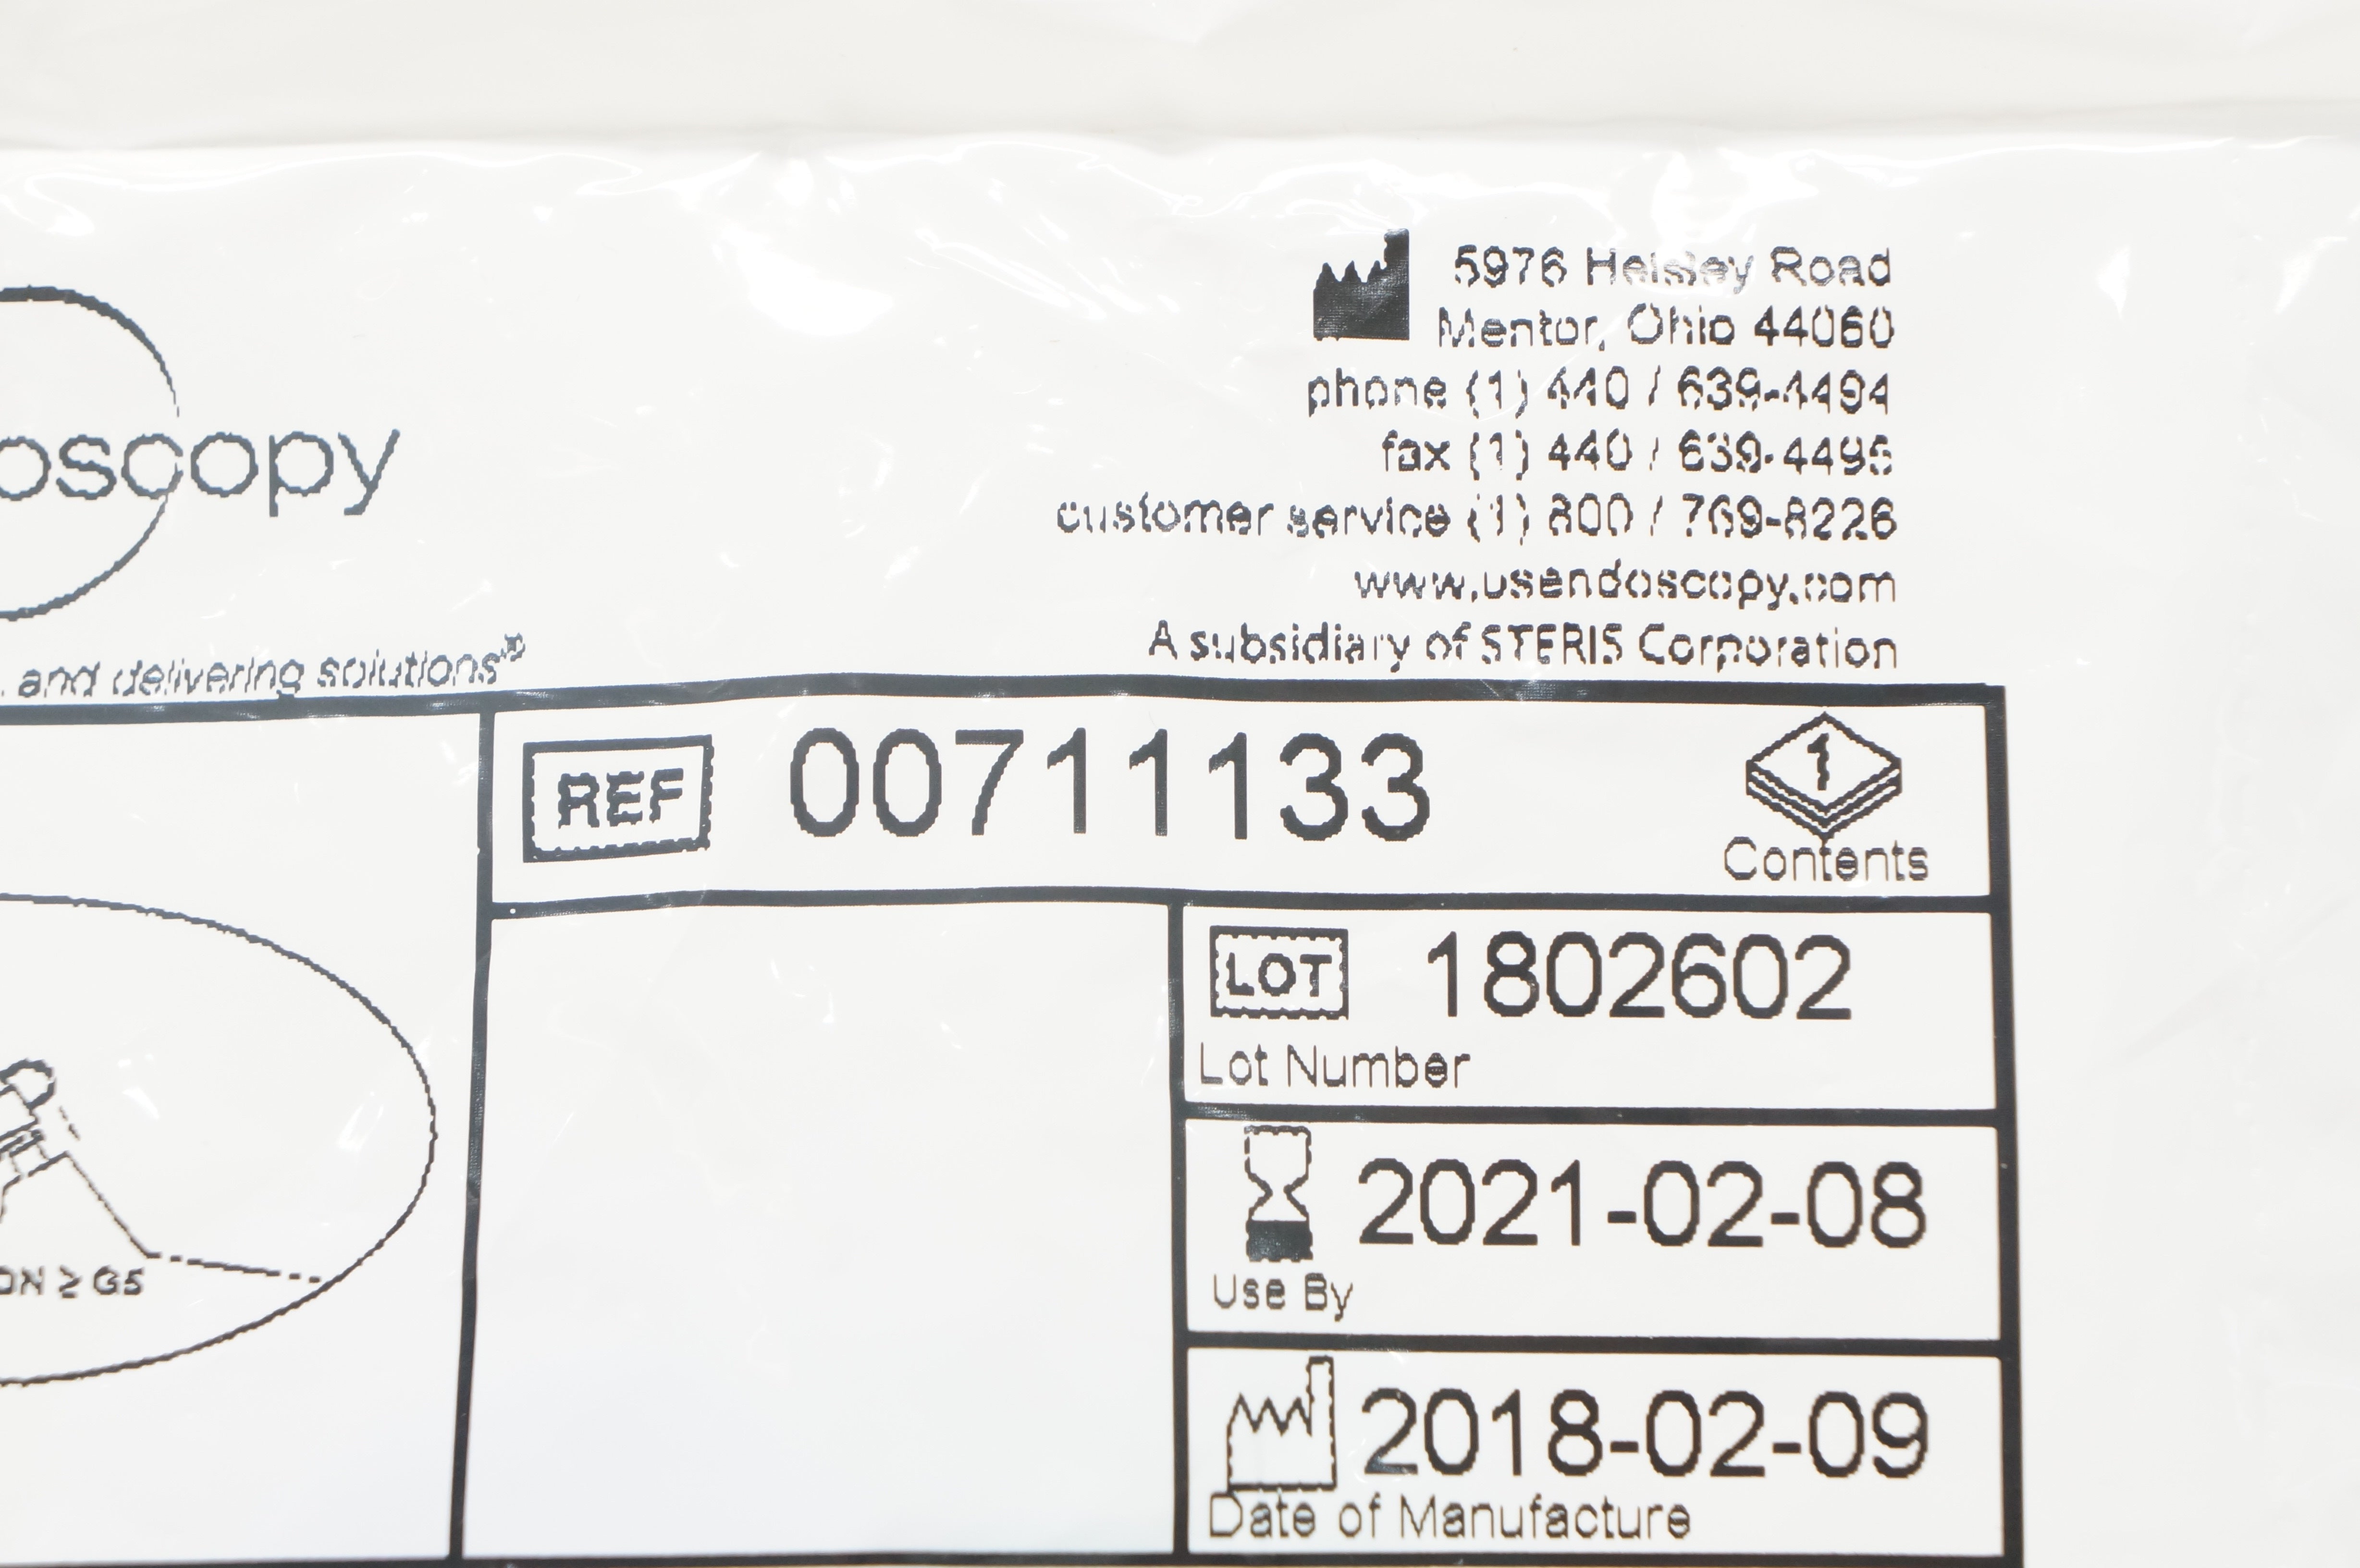 5976 Heisley Road
Mentor, Ohio 44060
phone (1) 440 / 639-4494
fax (1) 440 / 639-4495
customer service (1) 800 / 769-8226
www.usendoscopy.com
A subsidiary of STERIS Corporation
oscopy
. and delivering solutions®
REF 00711133
1
Contents
LOT 1802602
Lot Number
2021-02-08
Use By
ON ≥ G5
2018-02-09
Date of Manufacture